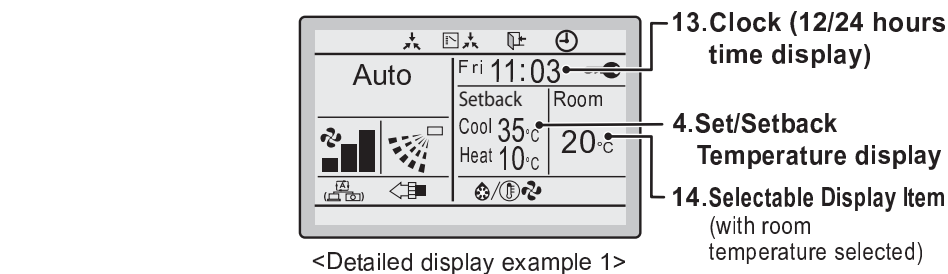 13.Clock (12/24 hours
time display)
Auto
Fri 11:03
Setback
Room
Cool 35°C
20°C
Heat 10°C
4.Set/Setback
Temperature display
14.Selectable Display Item
(with room
temperature selected)
<Detailed display example 1>